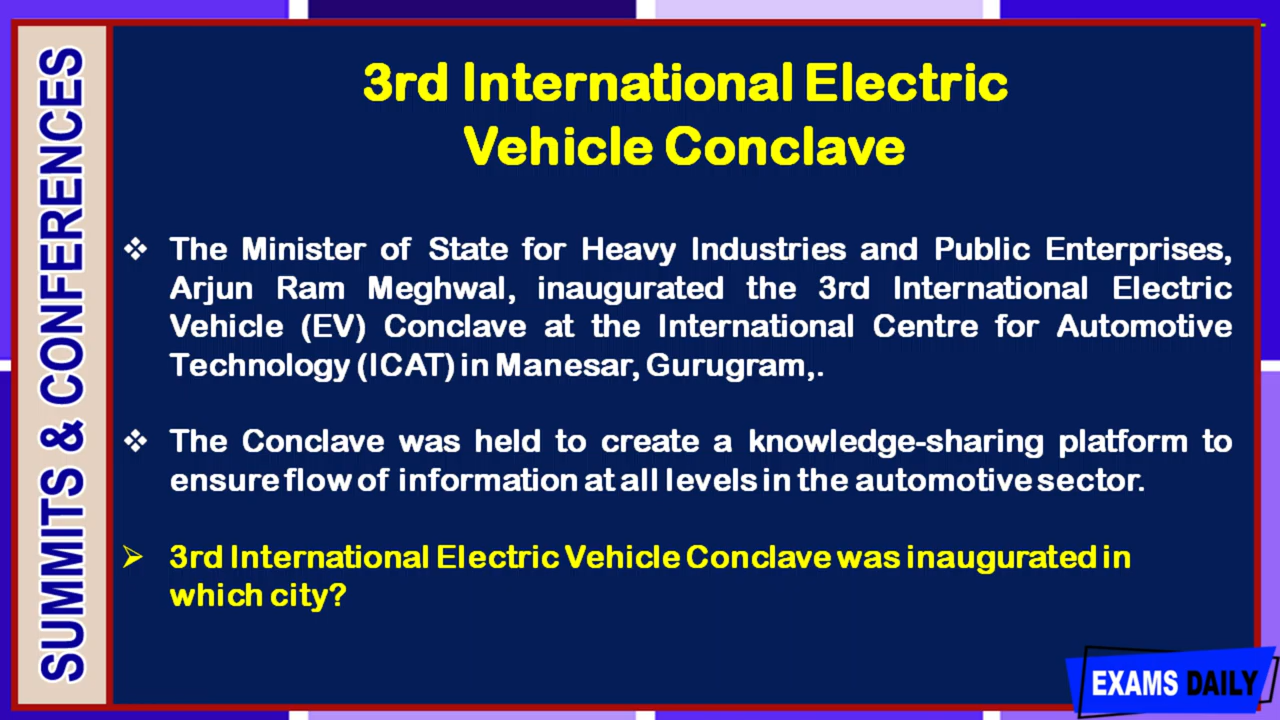 SUMMITS & CONFERENCES
3rd International Electric
Vehicle Conclave
❖ The Minister of State for Heavy Industries and Public Enterprises,
Arjun Ram Meghwal, inaugurated the 3rd International Electric
Vehicle (EV) Conclave at the International Centre for Automotive
Technology (ICAT) in Manesar, Gurugram,.
❖ The Conclave was held to create a knowledge-sharing platform to
ensure flow of information at all levels in the automotive sector.
➢ 3rd International Electric Vehicle Conclave was inaugurated in
which city?
EXAMS DAILY